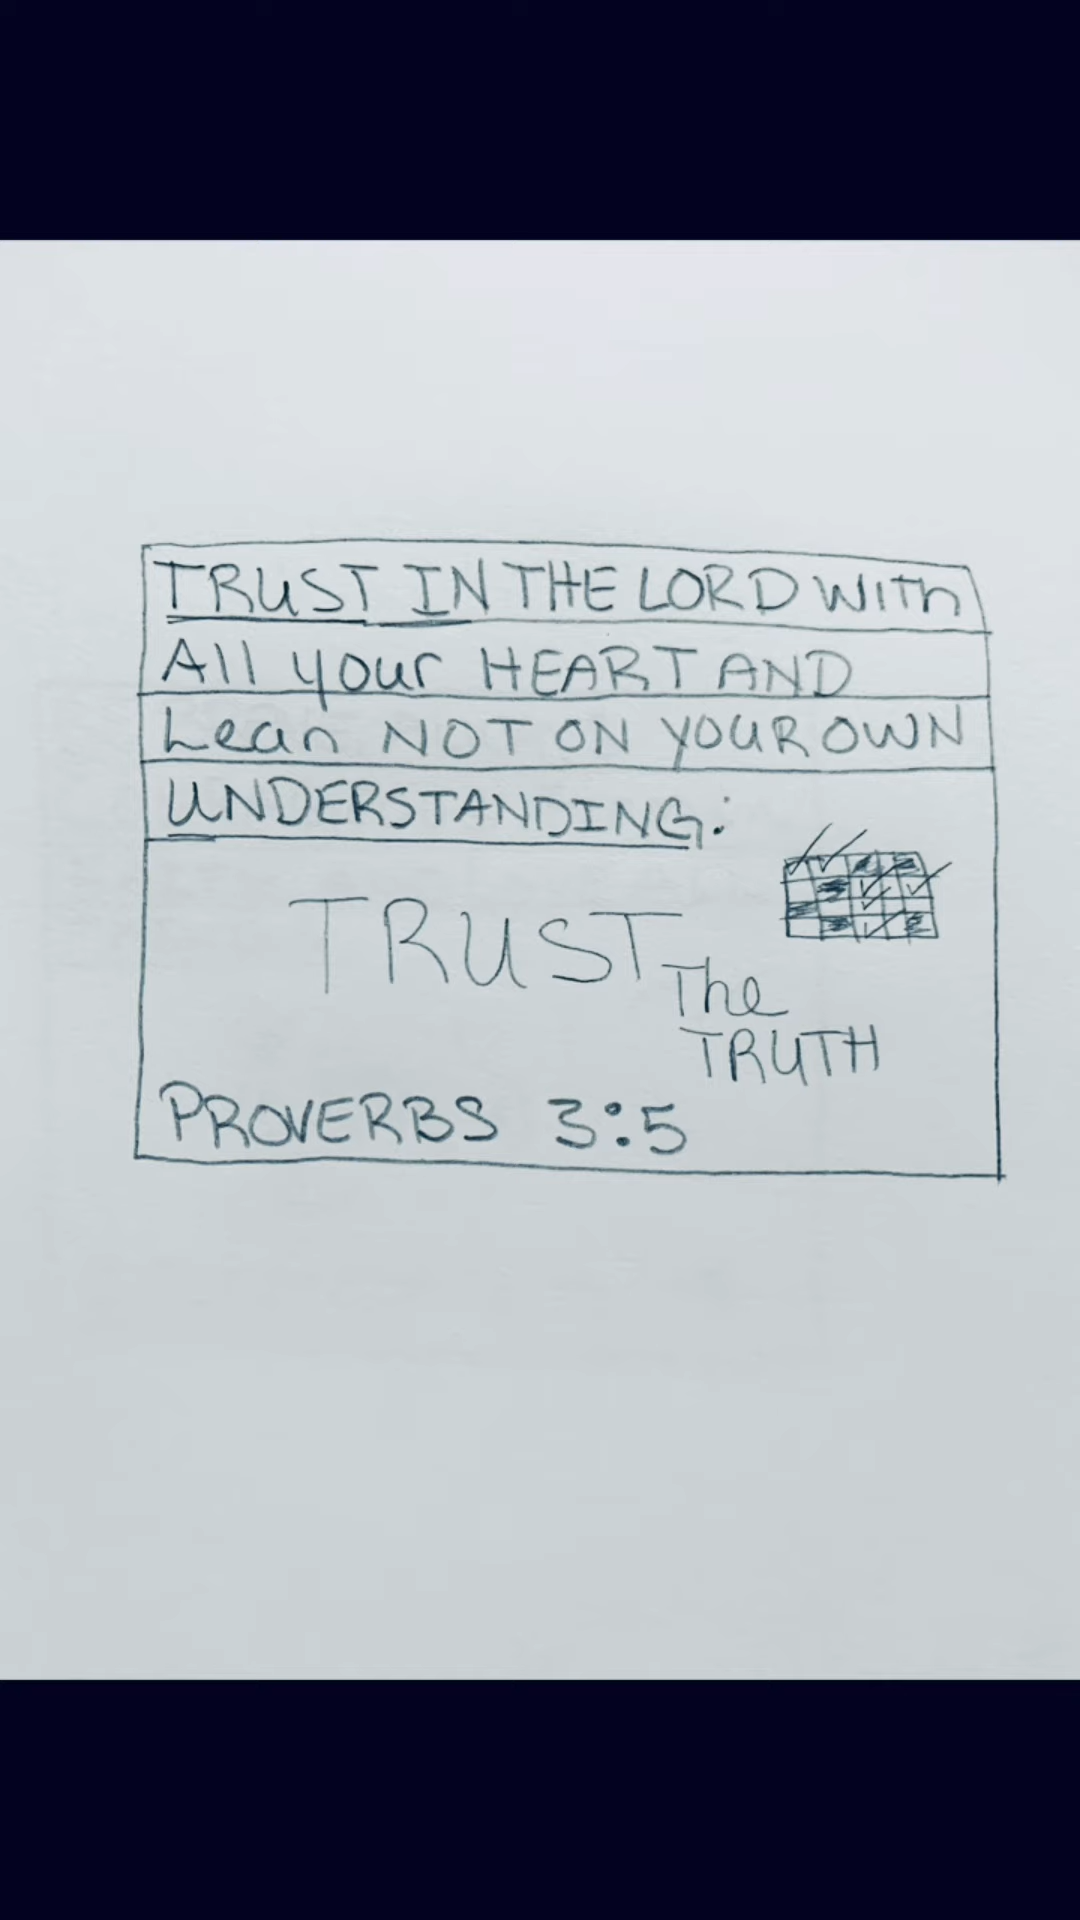 TRUST IN THE LORD With
All your HEART AND
Lean NOT ON YOUR OWN
UNDERSTANDING:
TRUST
The
TRUTH
PROVERBS 3:5